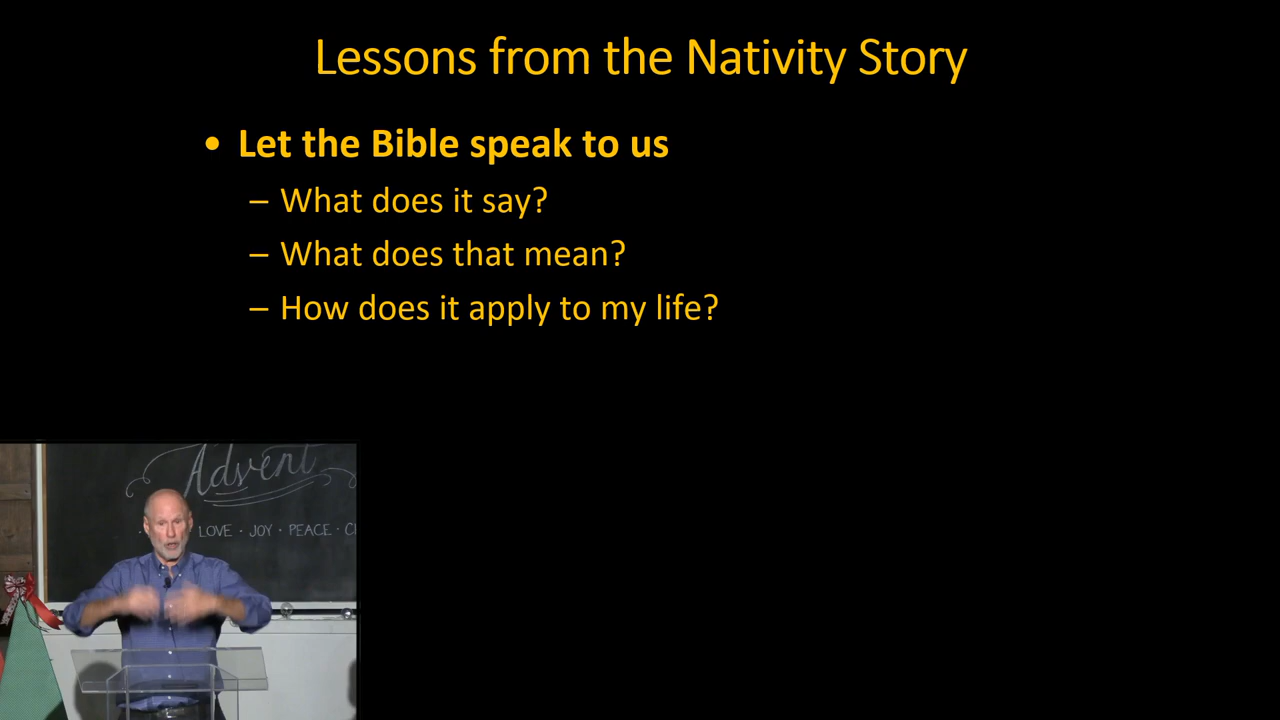 Lessons from the Nativity Story
• Let the Bible speak to us
– What does it say?
– What does that mean?
– How does it apply to my life?
Advent
LOVE · JOY · PEACE ·